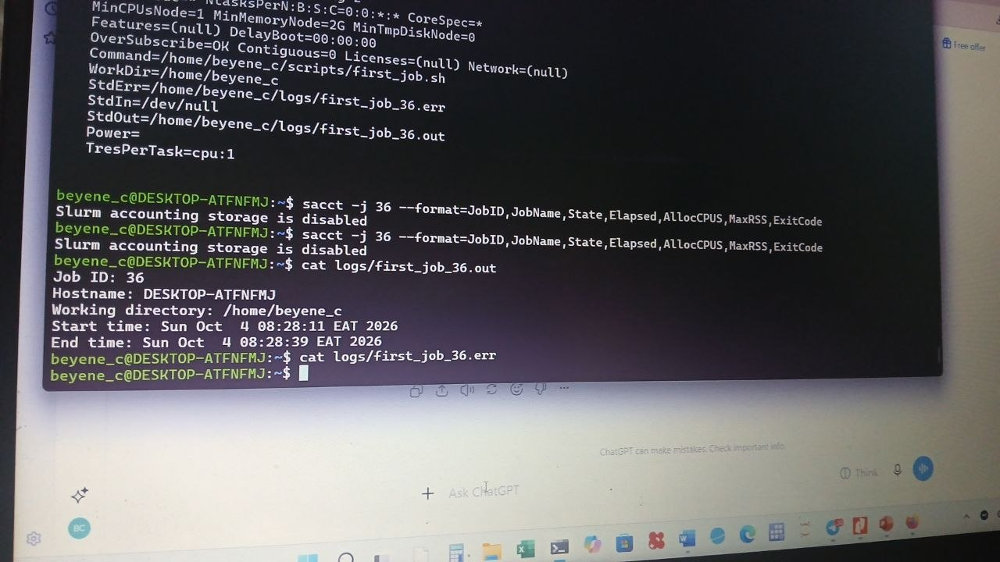 NtasksPerN:B:S:C=0:0:*:* CoreSpec=*
MinCPUsNode=1 MinMemoryNode=2G MinTmpDiskNode=0
Features=(null) DelayBoot=00:00:00
OverSubscribe=OK Contiguous=0 Licenses=(null) Network=(null)
Command=/home/beyene_c/scripts/first_job.sh
WorkDir=/home/beyene_c
StdErr=/home/beyene_c/logs/first_job_36.err
StdIn=/dev/null
StdOut=/home/beyene_c/logs/first_job_36.out
Power=
TresPerTask=cpu:1
beyene_c@DESKTOP-ATFNFMJ:~$ sacct -j 36 --format=JobID,JobName,State,Elapsed,AllocCPUS,MaxRSS,ExitCode
Slurm accounting storage is disabled
beyene_c@DESKTOP-ATFNFMJ:~$ sacct -j 36 --format=JobID,JobName,State,Elapsed,AllocCPUS,MaxRSS,ExitCode
Slurm accounting storage is disabled
beyene_c@DESKTOP-ATFNFMJ:~$ cat logs/first_job_36.out
Job ID: 36
Hostname: DESKTOP-ATFNFMJ
Working directory: /home/beyene_c
Start time: Sun Oct  4 08:28:11 EAT 2026
End time: Sun Oct  4 08:28:39 EAT 2026
beyene_c@DESKTOP-ATFNFMJ:~$ cat logs/first_job_36.err
beyene_c@DESKTOP-ATFNFMJ:~$
Free offer
ChatGPT can make mistakes. Check important info.
Ask ChatGPT
Think
BC